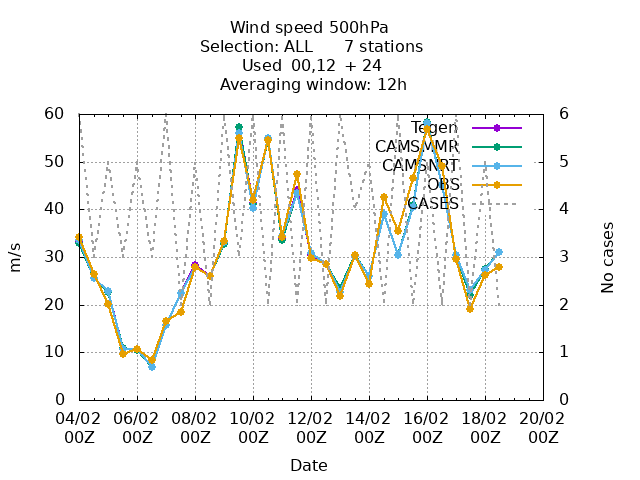 Wind speed 500hPa
Selection: ALL 7 stations
Used 00,12 + 24
Averaging window: 12h
60 6
Tegen
CAMSVMR
CAMSNRT
OBS
CASES
50 5
40 4
30 3
20 2
10 1
0 0
m/s
No cases
04/02 06/02 08/02 10/02 12/02 14/02 16/02 18/02 20/02
00Z 00Z 00Z 00Z 00Z 00Z 00Z 00Z 00Z
Date